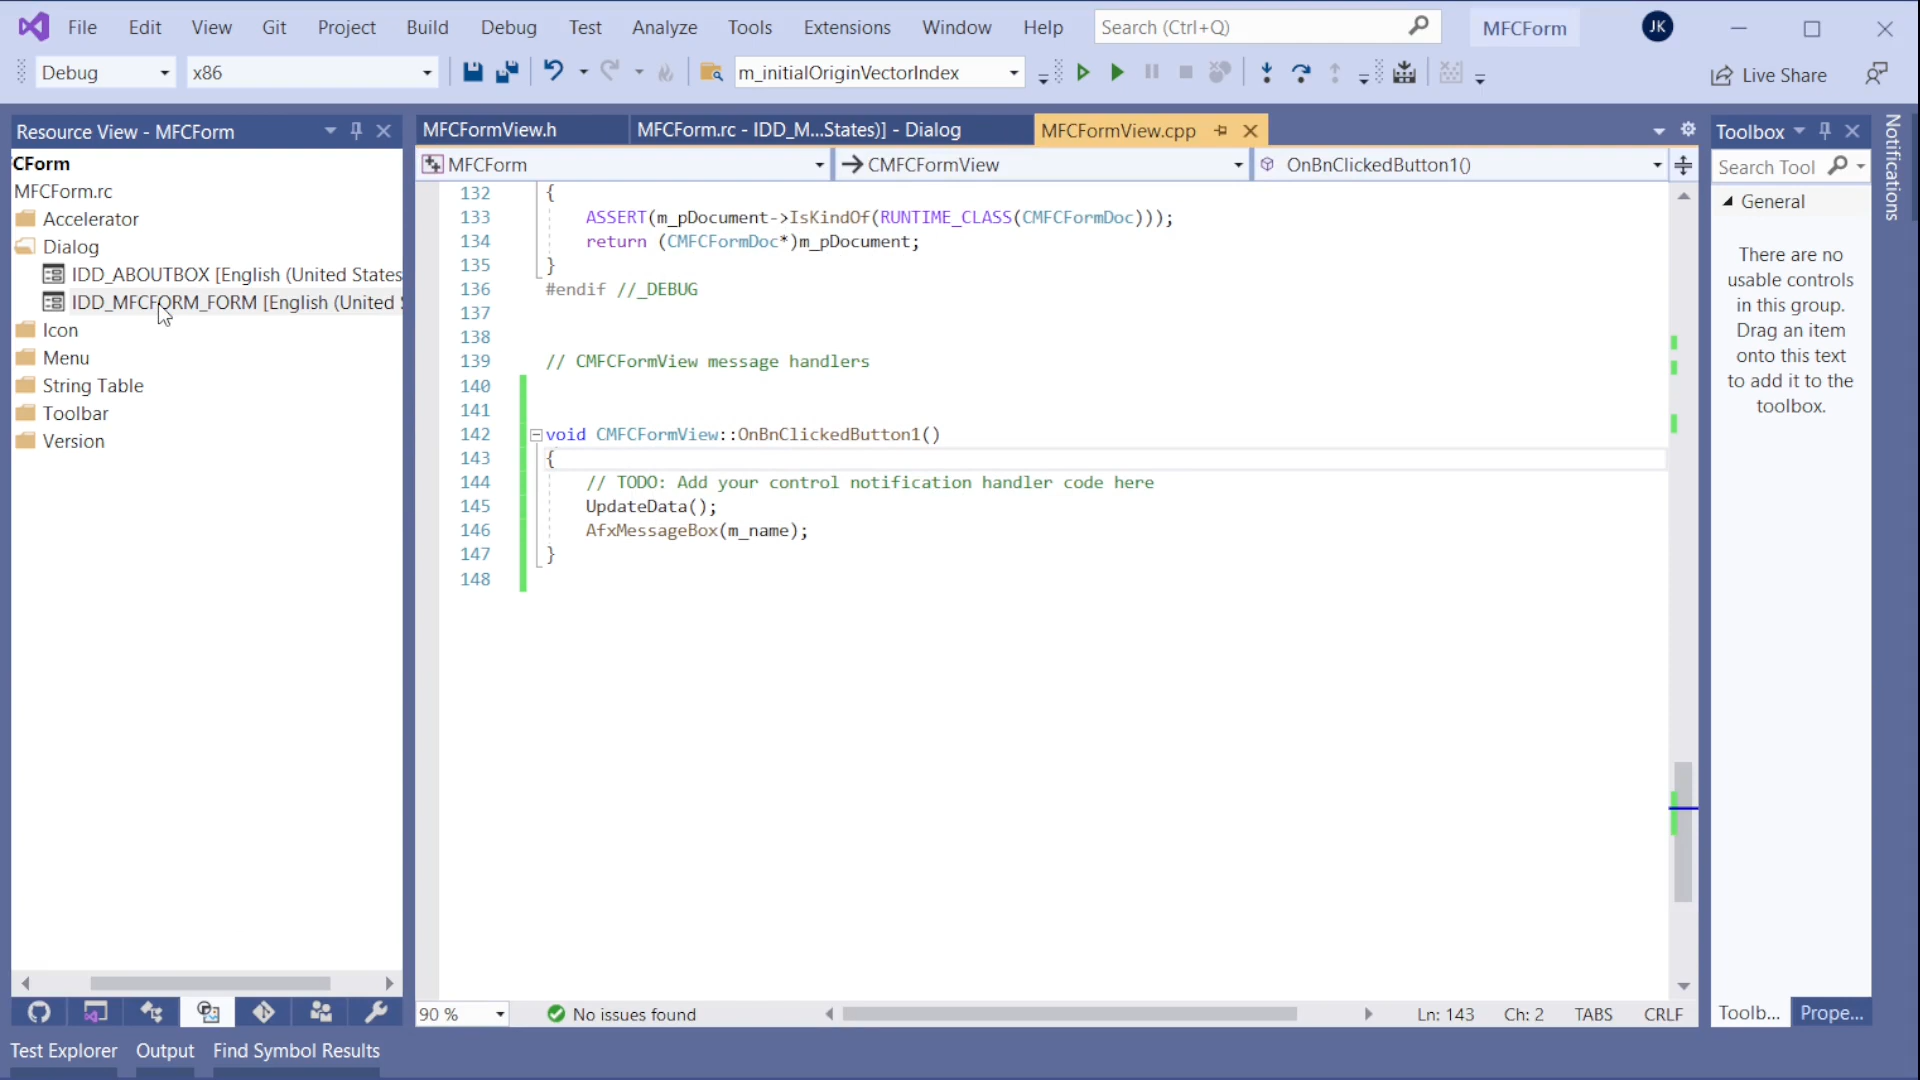 File Edit View Git Project Build Debug Test Analyze Tools Extensions Window Help Search (Ctrl+Q) MFCForm JK
Debug x86 m_initialOriginVectorIndex Live Share
Resource View - MFCForm
CForm
MFCForm.rc
Accelerator
Dialog
IDD_ABOUTBOX [English (United States
IDD_MFCFORM_FORM [English (United
Icon
Menu
String Table
Toolbar
Version
MFCFormView.h MFCForm.rc - IDD_M...States)] - Dialog MFCFormView.cpp
MFCForm CMFCFormView OnBnClickedButton1()
132 {
133 ASSERT(m_pDocument->IsKindOf(RUNTIME_CLASS(CMFCFormDoc)));
134 return (CMFCFormDoc*)m_pDocument;
135 }
136 #endif //_DEBUG
137
138
139 // CMFCFormView message handlers
140
141
142 void CMFCFormView::OnBnClickedButton1()
143 {
144 // TODO: Add your control notification handler code here
145 UpdateData();
146 AfxMessageBox(m_name);
147 }
148
90 % No issues found Ln: 143 Ch: 2 TABS CRLF
Toolbox
Search Tool
General
There are no
usable controls
in this group.
Drag an item
onto this text
to add it to the
toolbox.
Toolb... Prope...
Notifications
Test Explorer Output Find Symbol Results